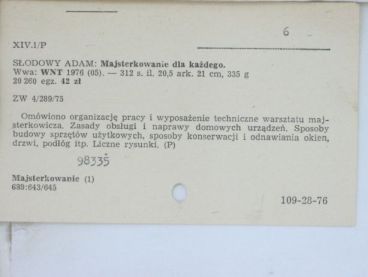 6
XIV.1/P
SŁODOWY ADAM: Majsterkowanie dla każdego.
Wwa: WNT 1976 (05). — 312 s. il. 20,5 ark. 21 cm, 335 g
20 260 egz. 42 zł
ZW 4/289/75
Omówiono organizację pracy i wyposażenie techniczne warsztatu maj-
sterkowicza. Zasady obsługi i naprawy domowych urządzeń. Sposoby
budowy sprzętów użytkowych, sposoby konserwacji i odnawiania okien,
drzwi, podłóg itp. Liczne rysunki. (P)
98335
Majsterkowanie (1)
689:643/645
109-28-76